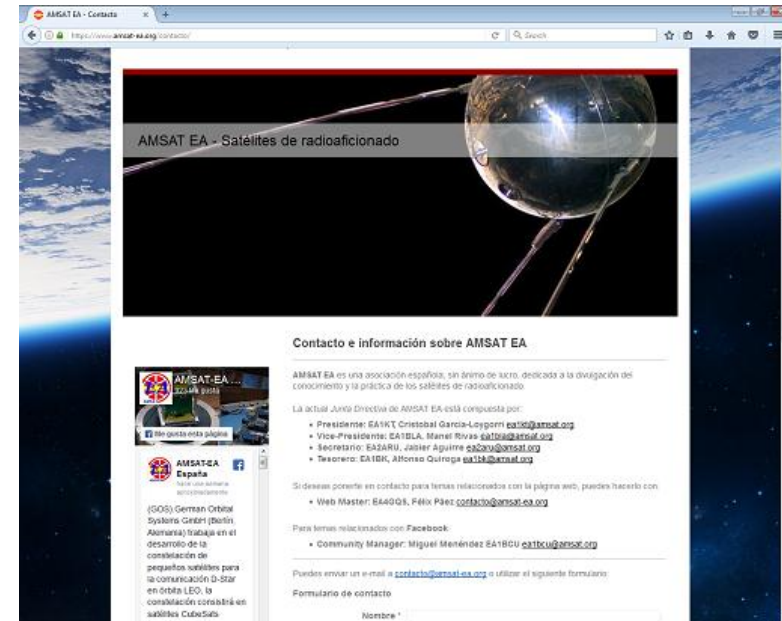 AMSAT EA - Contacto
https://www.amsat-ea.org/contacto/
Search
AMSAT EA - Satélites de radioaficionado
Contacto e información sobre AMSAT EA
AMSAT EA es una asociación española, sin ánimo de lucro, dedicada a la divulgación del
conocimiento y la práctica de los satélites de radioaficionado.
La actual Junta Directiva de AMSAT EA está compuesta por:
Presidente: EA1KT, Cristobal García-Loygorri ea1kt@amsat.org
Vice-Presidente: EA1BLA, Manel Rivas ea1bla@amsat.org
Secretario: EA2ARU, Jabier Aguirre ea2aru@amsat.org
Tesorero: EA1BK, Alfonso Quiroga ea1bk@amsat.org
Si deseas ponerte en contacto para temas relacionados con la página web, puedes hacerlo con:
Web Master: EA4GQS, Félix Páez contacto@amsat-ea.org
Para temas relacionados con Facebook:
Community Manager: Miguel Menéndez EA1BCU ea1bcu@amsat.org
Puedes enviar un e-mail a contacto@amsat-ea.org o utilizar el siguiente formulario:
Formulario de contacto
Nombre *
AMSAT-EA ...
Me gusta
Me gusta esta página
AMSAT-EA
España
hace una semana
aproximadamente
(GOS) German Orbital
Systems GmbH (Berlín,
Alemania) trabaja en el
desarrollo de la
constelación de
pequeños satélites para
la comunicación D-Star
en órbita LEO, la
constelación consistirá en
satélites CubeSats